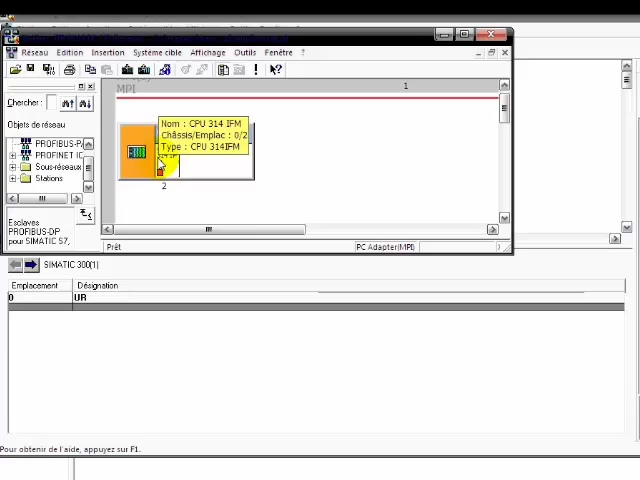 Réseau Edition Insertion Système cible Affichage Outils Fenêtre ?
MPI
1
Chercher:
Objets de réseau:
PROFIBUS-PA
PROFINET IO
Sous-réseaux
Stations
Esclaves
PROFIBUS-DP
pour SIMATIC S7,
Nom : CPU 314 IFM
Châssis/Emplac : 0/2
Type : CPU 314IFM
2
Prêt
PC Adapter(MPI)
SIMATIC 300(1)
Emplacement Désignation
0 UR
Pour obtenir de l'aide, appuyez sur F1.